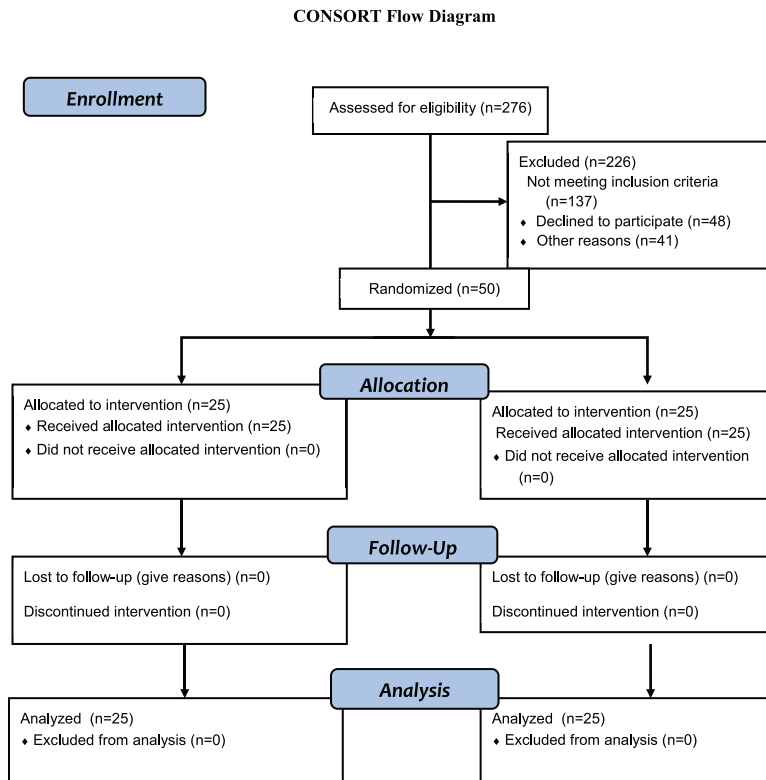 CONSORT Flow Diagram
Enrollment
Assessed for eligibility (n=276)
Excluded (n=226)
Not meeting inclusion criteria
(n=137)
♦ Declined to participate (n=48)
♦ Other reasons (n=41)
Randomized (n=50)
Allocation
Allocated to intervention (n=25)
♦ Received allocated intervention (n=25)
♦ Did not receive allocated intervention (n=0)
Allocated to intervention (n=25)
Received allocated intervention (n=25)
♦ Did not receive allocated intervention
(n=0)
Follow-Up
Lost to follow-up (give reasons) (n=0)
Discontinued intervention (n=0)
Lost to follow-up (give reasons) (n=0)
Discontinued intervention (n=0)
Analysis
Analyzed (n=25)
♦ Excluded from analysis (n=0)
Analyzed (n=25)
♦ Excluded from analysis (n=0)